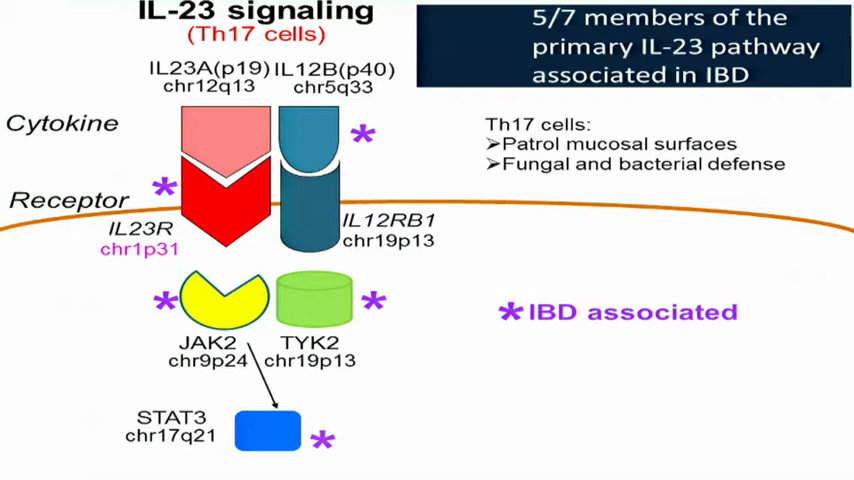 IL-23 signaling
(Th17 cells)
5/7 members of the
primary IL-23 pathway
associated in IBD
IL23A(p19) IL12B(p40)
chr12q13 chr5q33
Cytokine
*
Th17 cells:
➢Patrol mucosal surfaces
➢Fungal and bacterial defense
*
Receptor
IL23R
chr1p31
IL12RB1
chr19p13
* *
* IBD associated
JAK2 TYK2
chr9p24 chr19p13
STAT3
chr17q21
*